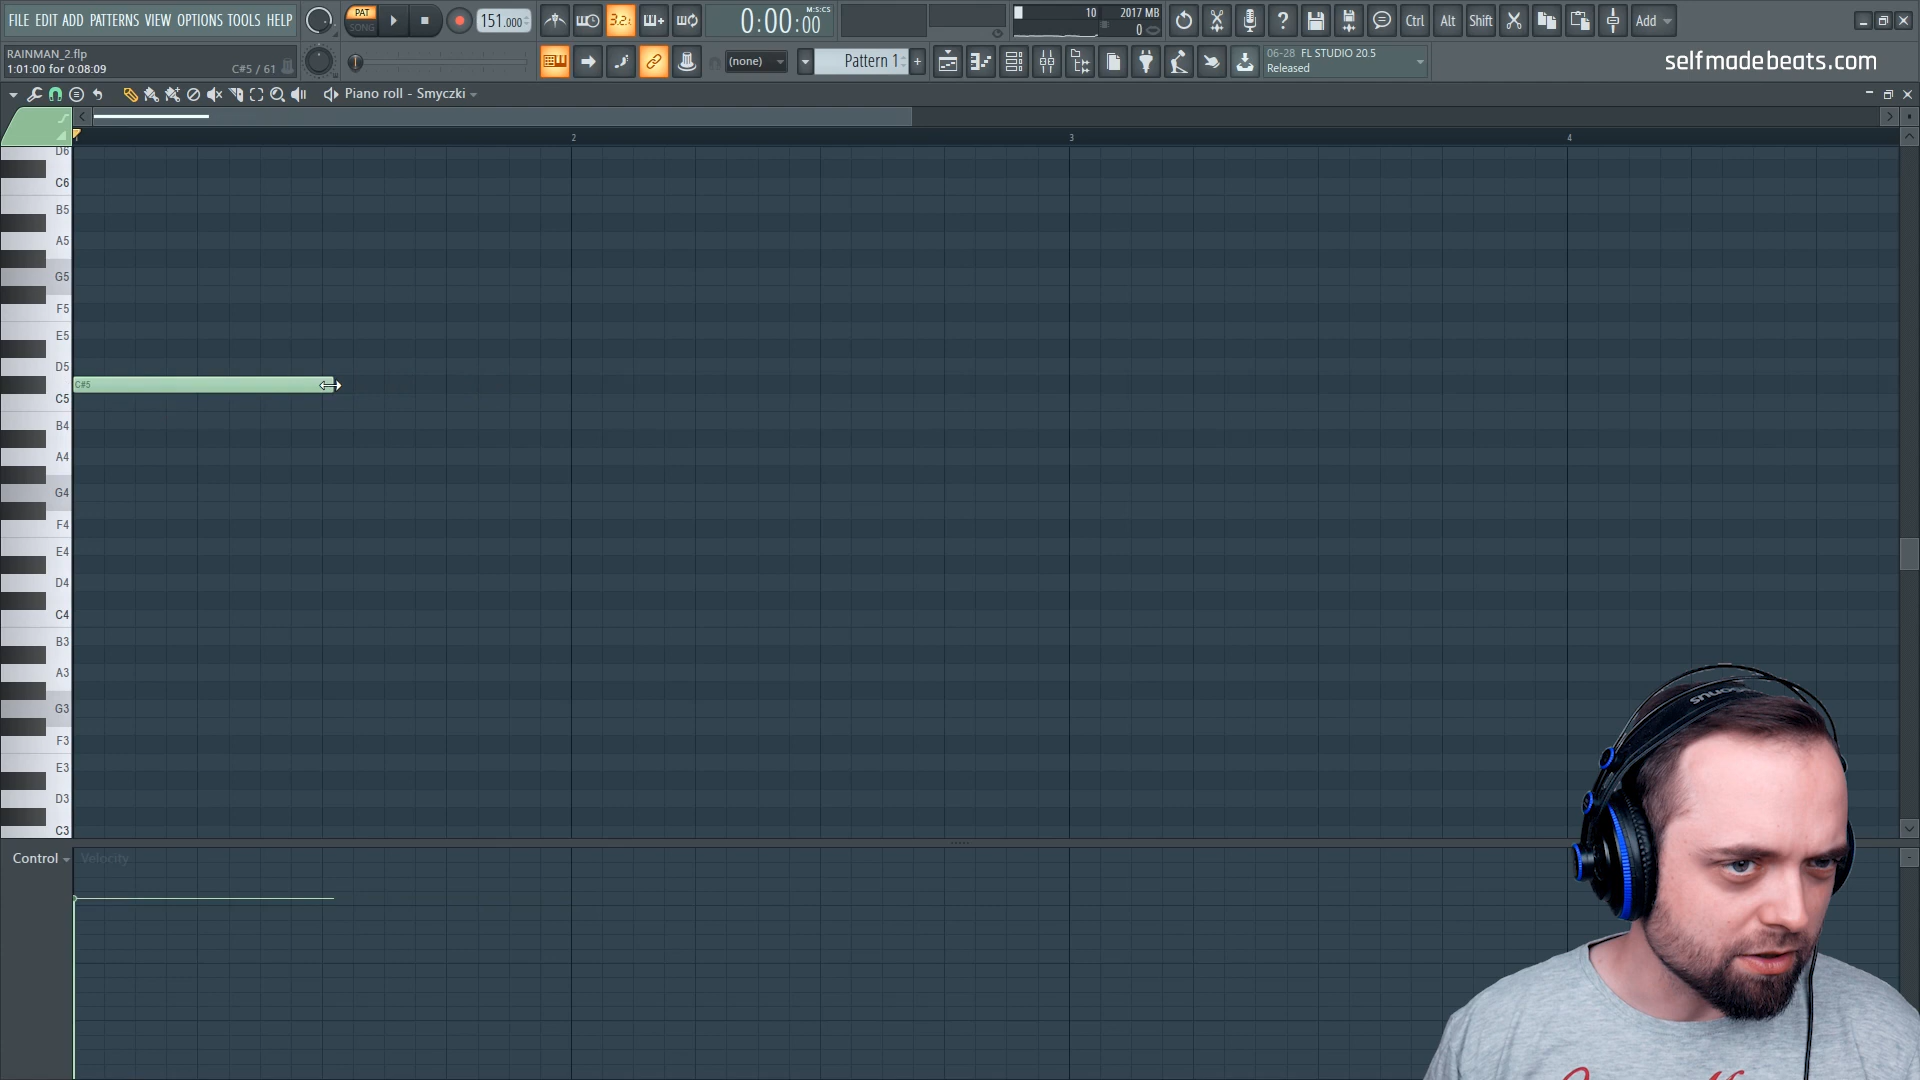 FILE EDIT ADD PATTERNS VIEW OPTIONS TOOLS HELP
PAT
SONG
151.000
3.2.
0:00:00
M:S:CS
10
2017 MB
0
Ctrl
Alt
Shift
Add
RAINMAN_2.flp
1:01:00 for 0:08:09
C#5 / 61
(none)
Pattern 1
+
06-28 FL STUDIO 20.5
Released
selfmadebeats.com
Piano roll - Smyczki
1
2
3
4
D6
C6
B5
A5
G5
F5
E5
D5
C#5
C5
B4
A4
G4
F4
E4
D4
C4
B3
A3
G3
F3
E3
D3
C3
Control
Velocity